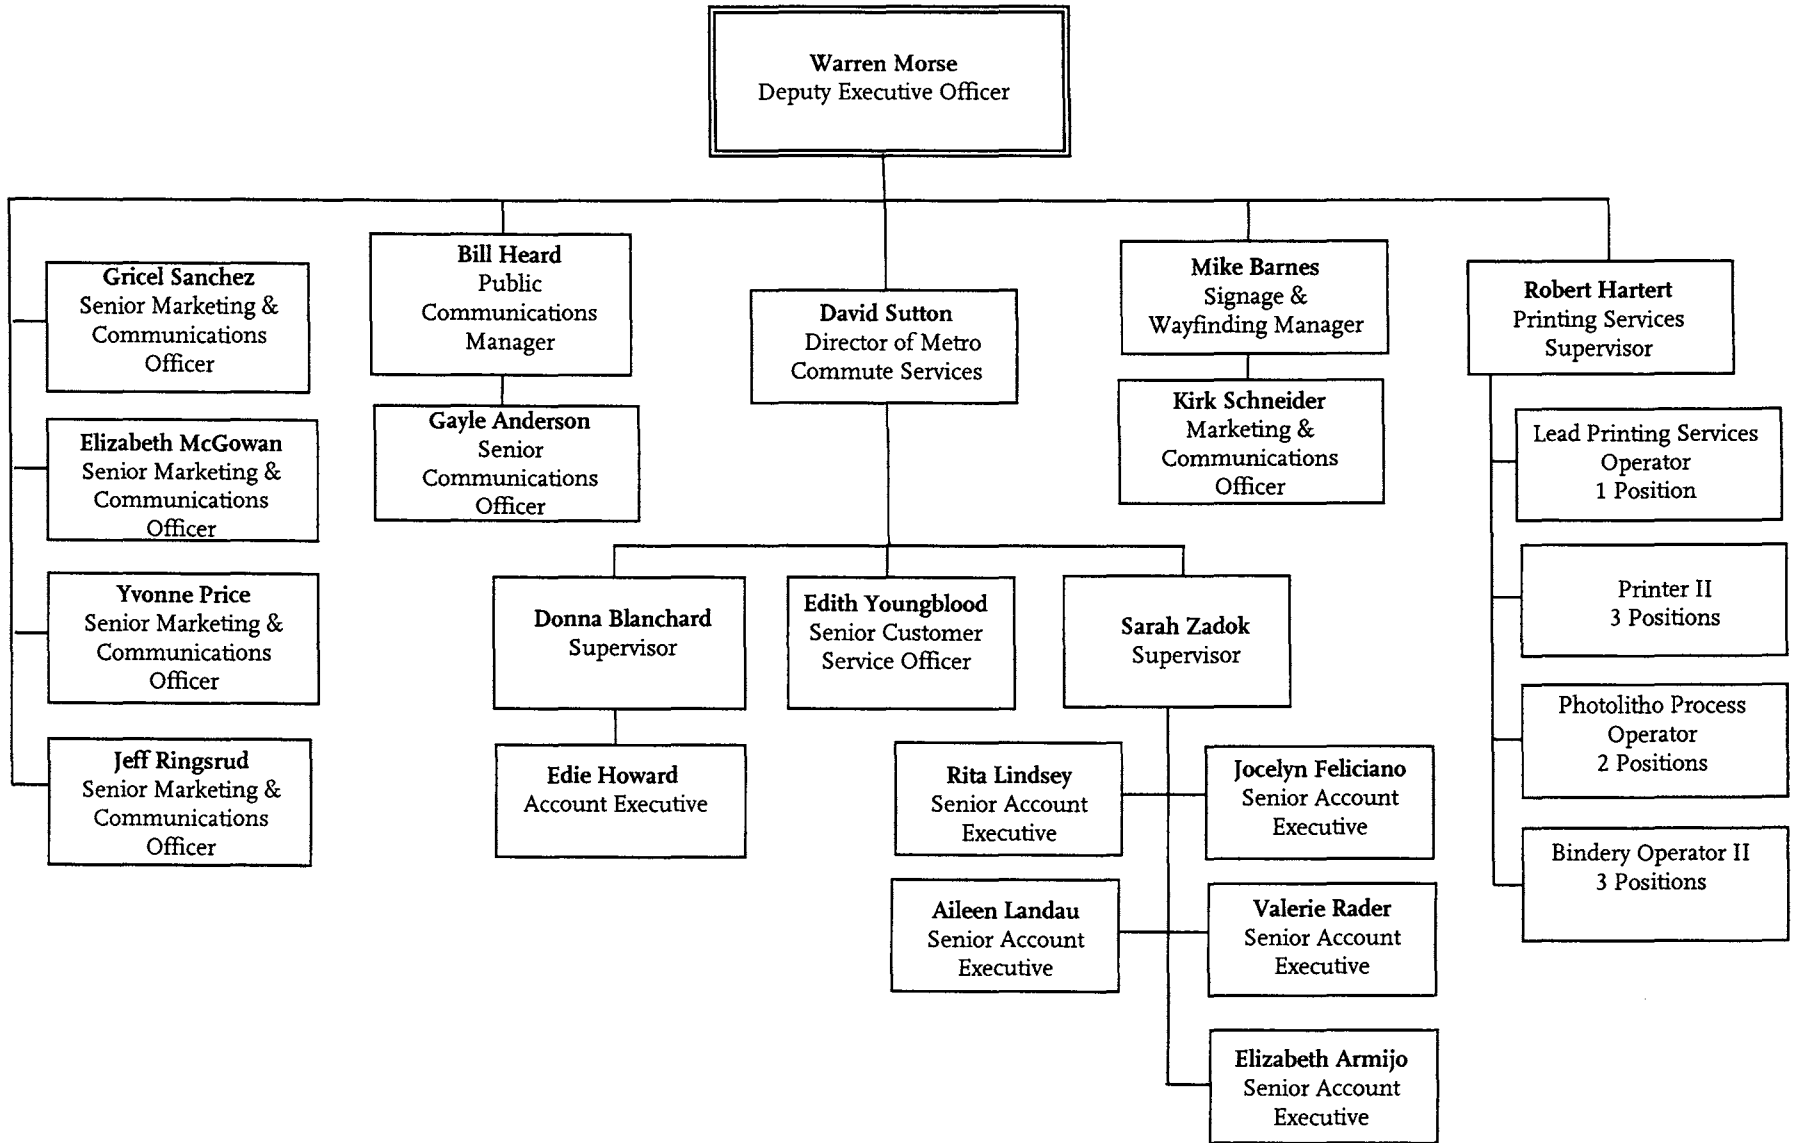 Warren Morse
Deputy Executive Officer
Gricel Sanchez
Senior Marketing &
Communications
Officer
Elizabeth McGowan
Senior Marketing &
Communications
Officer
Yvonne Price
Senior Marketing &
Communications
Officer
Jeff Ringsrud
Senior Marketing &
Communications
Officer
Bill Heard
Public
Communications
Manager
Gayle Anderson
Senior
Communications
Officer
David Sutton
Director of Metro
Commute Services
Donna Blanchard
Supervisor
Edie Howard
Account Executive
Edith Youngblood
Senior Customer
Service Officer
Sarah Zadok
Supervisor
Rita Lindsey
Senior Account
Executive
Jocelyn Feliciano
Senior Account
Executive
Aileen Landau
Senior Account
Executive
Valerie Rader
Senior Account
Executive
Elizabeth Armijo
Senior Account
Executive
Mike Barnes
Signage &
Wayfinding Manager
Kirk Schneider
Marketing &
Communications
Officer
Robert Hartert
Printing Services
Supervisor
Lead Printing Services
Operator
1 Position
Printer II
3 Positions
Photolitho Process
Operator
2 Positions
Bindery Operator II
3 Positions